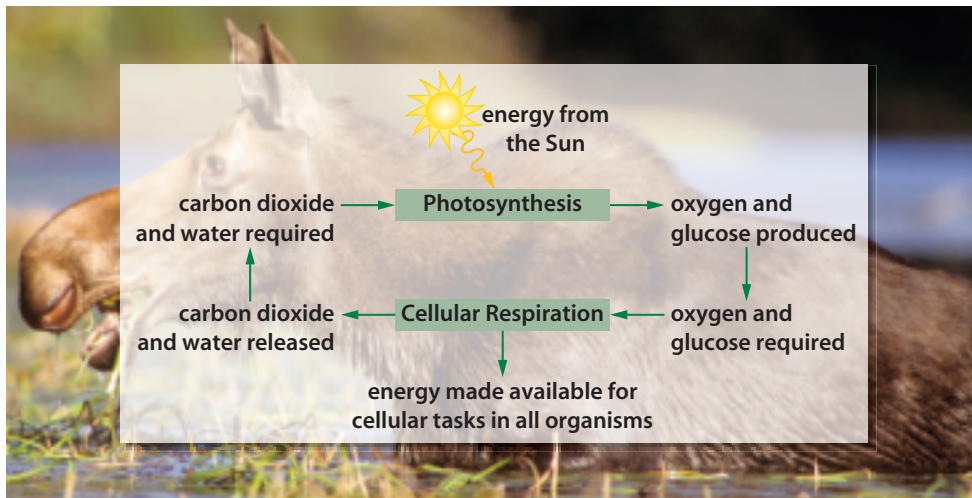 energy from
the Sun
carbon dioxide
and water required
Photosynthesis
oxygen and
glucose produced
carbon dioxide
and water released
Cellular Respiration
oxygen and
glucose required
energy made available for
cellular tasks in all organisms